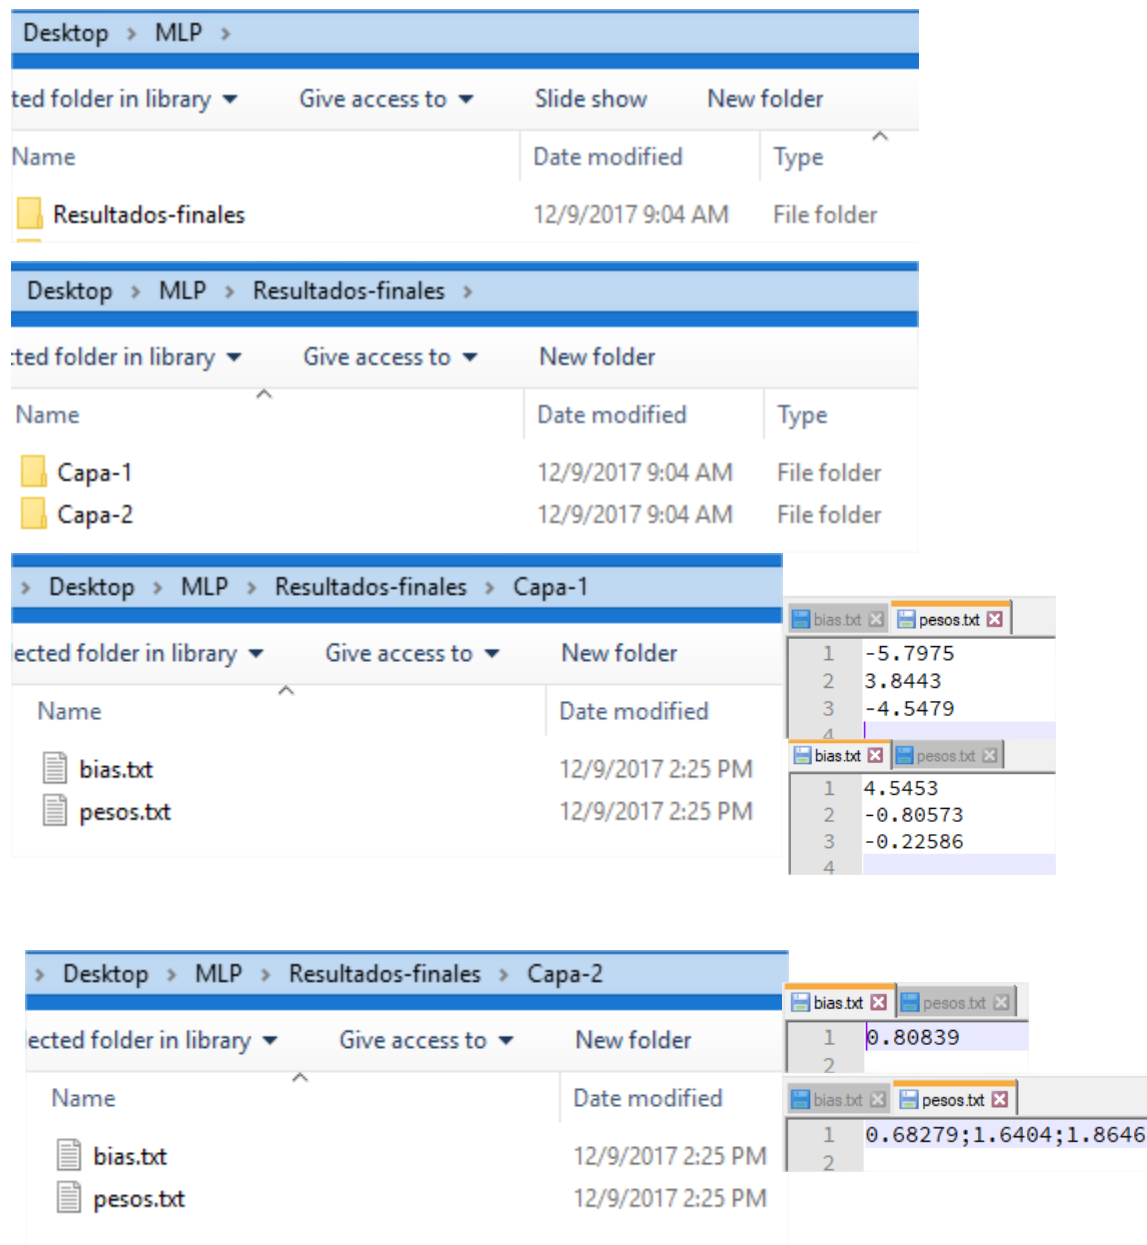 Desktop > MLP >
ted folder in library Give access to Slide show New folder
Name Date modified Type
Resultados-finales 12/9/2017 9:04 AM File folder
Desktop > MLP > Resultados-finales >
cted folder in library Give access to New folder
Name Date modified Type
Capa-1 12/9/2017 9:04 AM File folder
Capa-2 12/9/2017 9:04 AM File folder
> Desktop > MLP > Resultados-finales > Capa-1
ected folder in library Give access to New folder
Name Date modified
bias.txt 12/9/2017 2:25 PM
pesos.txt 12/9/2017 2:25 PM
bias.txt pesos.txt
1 -5.7975
2 3.8443
3 -4.5479
4
bias.txt pesos.txt
1 4.5453
2 -0.80573
3 -0.22586
4
> Desktop > MLP > Resultados-finales > Capa-2
lected folder in library Give access to New folder
Name Date modified
bias.txt 12/9/2017 2:25 PM
pesos.txt 12/9/2017 2:25 PM
bias.txt pesos.txt
1 0.80839
2
bias.txt pesos.txt
1 0.68279;1.6404;1.8646
2